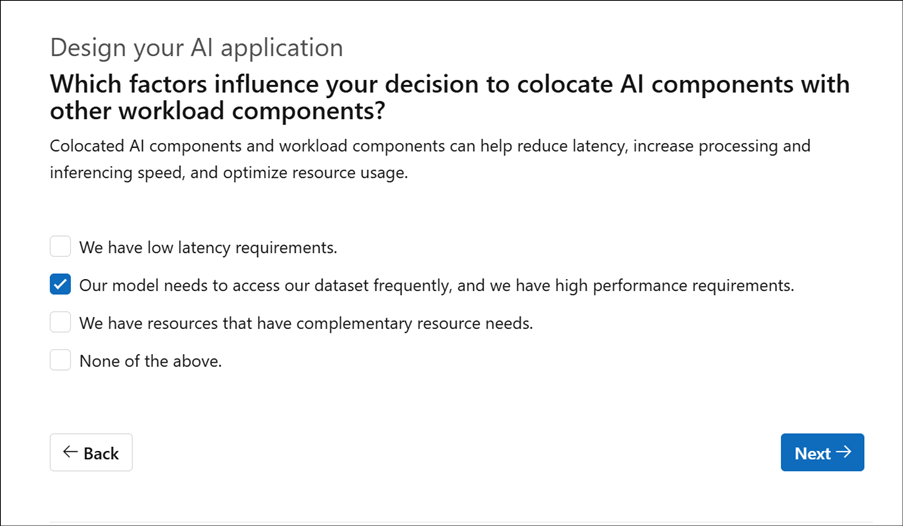 Design your AI application
Which factors influence your decision to colocate AI components with
other workload components?
Colocated AI components and workload components can help reduce latency, increase processing and
inferencing speed, and optimize resource usage.
We have low latency requirements.
Our model needs to access our dataset frequently, and we have high performance requirements.
We have resources that have complementary resource needs.
None of the above.
← Back
Next →